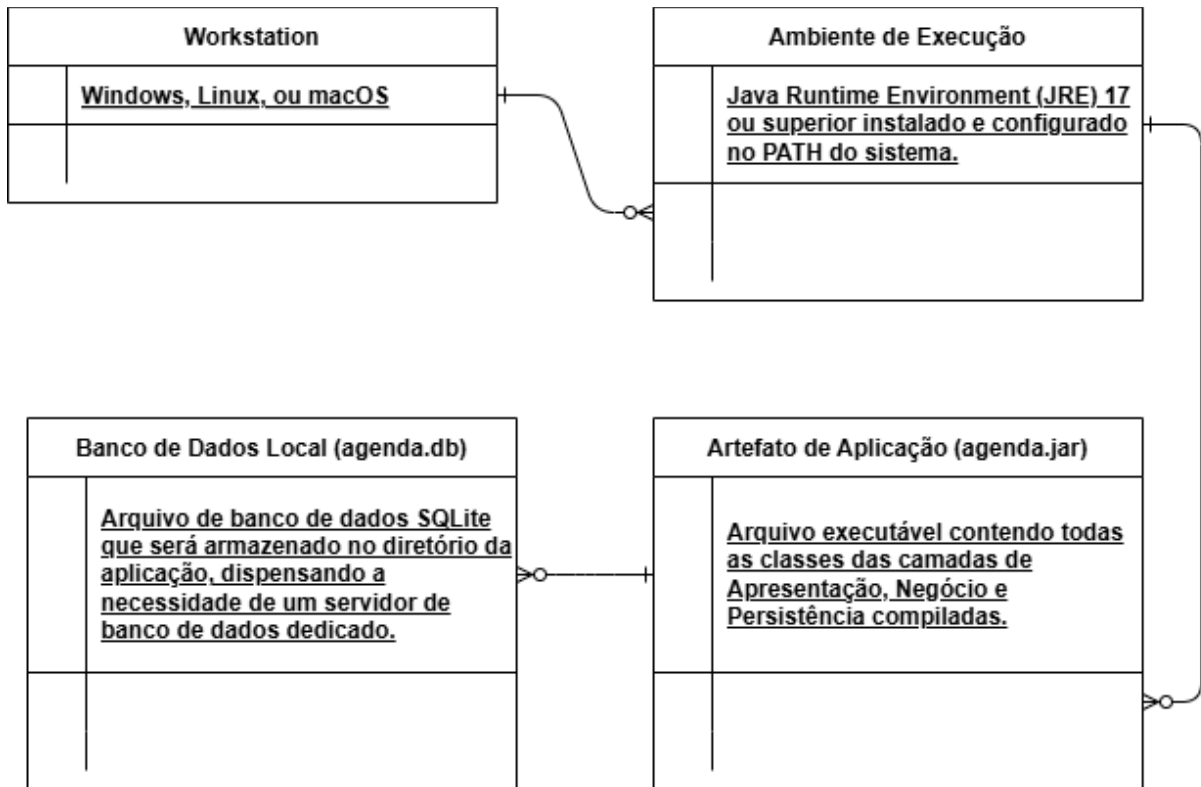 Workstation
Windows, Linux, ou macOS
Ambiente de Execução
Java Runtime Environment (JRE) 17
ou superior instalado e configurado
no PATH do sistema.
Banco de Dados Local (agenda.db)
Arquivo de banco de dados SQLite
que será armazenado no diretório da
aplicação, dispensando a
necessidade de um servidor de
banco de dados dedicado.
Artefato de Aplicação (agenda.jar)
Arquivo executável contendo todas
as classes das camadas de
Apresentação, Negócio e
Persistência compiladas.